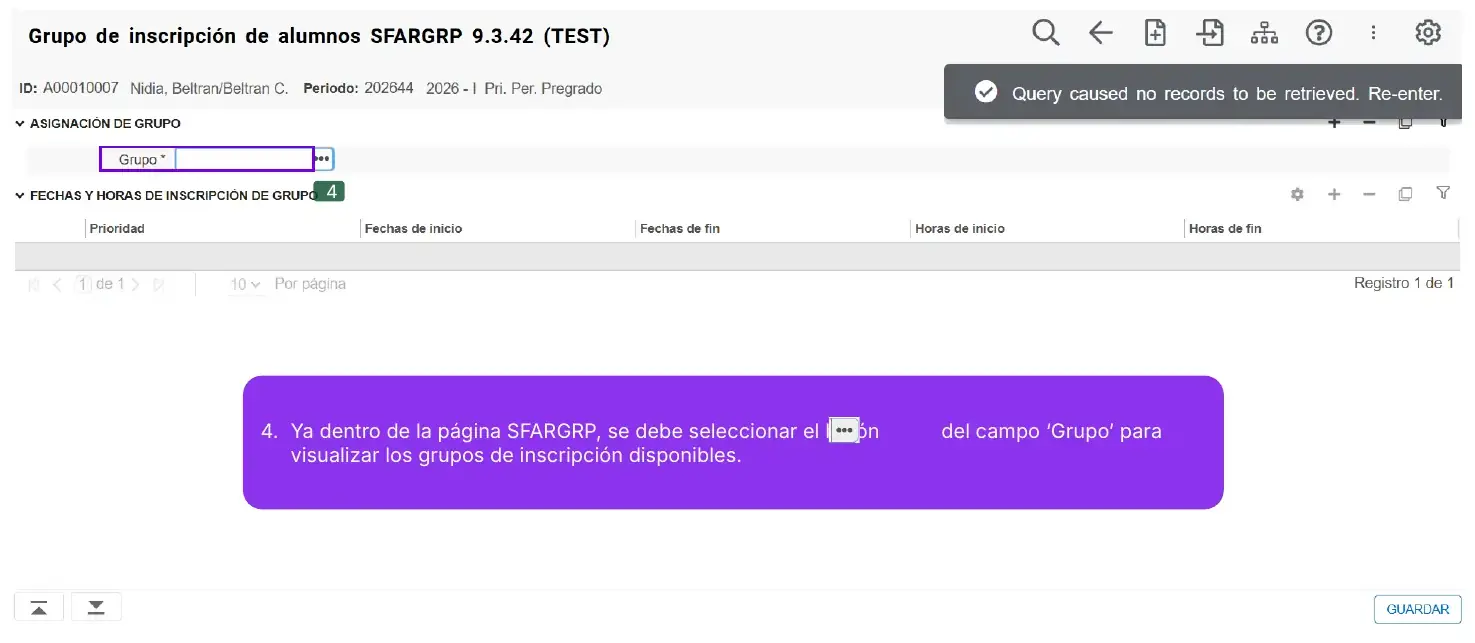 Grupo de inscripción de alumnos SFARGRP 9.3.42 (TEST)
ID: A00010007 Nidia, Beltran/Beltran C. Periodo: 202644 2026 - I Pri. Per. Pregrado
Query caused no records to be retrieved. Re-enter.
ASIGNACIÓN DE GRUPO
Grupo *
4
FECHAS Y HORAS DE INSCRIPCIÓN DE GRUPO
Prioridad Fechas de inicio Fechas de fin Horas de inicio Horas de fin
1 de 1 10 Por página Registro 1 de 1
4. Ya dentro de la página SFARGRP, se debe seleccionar el del campo ‘Grupo’ para
visualizar los grupos de inscripción disponibles.
GUARDAR